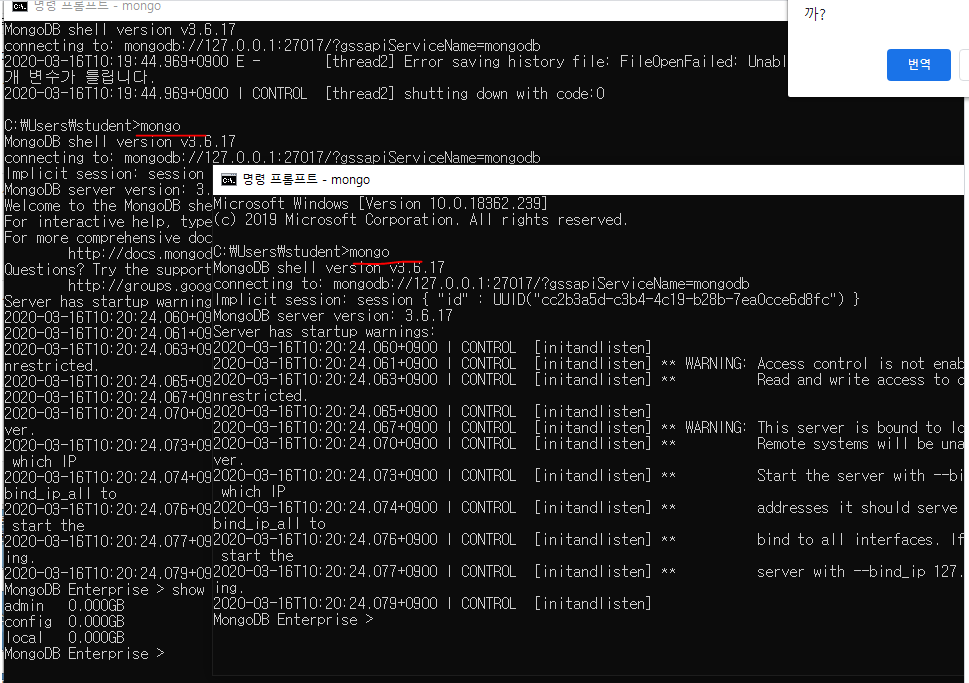 명령 프롬프트 - mongo
까?
번역
MongoDB shell version v3.6.17
connecting to: mongodb://127.0.0.1:27017/?gssapiServiceName=mongodb
2020-03-16T10:19:44.969+0900 E -        [thread2] Error saving history file: FileOpenFailed: Unabl
개 변수가 틀립니다.
2020-03-16T10:19:44.969+0900 I CONTROL  [thread2] shutting down with code:0
C:₩Users₩student>mongo
MongoDB shell version v3.6.17
connecting to: mongodb://127.0.0.1:27017/?gssapiServiceName=mongodb
Implicit session: session
MongoDB server version: 3.
Welcome to the MongoDB she
For interactive help, type
For more comprehensive doc
http://docs.mongod
Questions? Try the support
http://groups.goog
Server has startup warning
2020-03-16T10:20:24.060+09
2020-03-16T10:20:24.061+09
2020-03-16T10:20:24.063+09
nrestricted.
2020-03-16T10:20:24.065+09
2020-03-16T10:20:24.067+09
2020-03-16T10:20:24.070+09
ver.
2020-03-16T10:20:24.073+09
which IP
2020-03-16T10:20:24.074+09
bind_ip_all to
2020-03-16T10:20:24.076+09
start the
2020-03-16T10:20:24.077+09
ing.
2020-03-16T10:20:24.079+09
MongoDB Enterprise > show
admin   0.000GB
config  0.000GB
local   0.000GB
MongoDB Enterprise >
명령 프롬프트 - mongo
Microsoft Windows [Version 10.0.18362.239]
(c) 2019 Microsoft Corporation. All rights reserved.
C:₩Users₩student>mongo
MongoDB shell version v3.6.17
connecting to: mongodb://127.0.0.1:27017/?gssapiServiceName=mongodb
Implicit session: session { "id" : UUID("cc2b3a5d-c3b4-4c19-b28b-7ea0cce6d8fc") }
MongoDB server version: 3.6.17
Server has startup warnings:
2020-03-16T10:20:24.060+0900 I CONTROL  [initandlisten]
2020-03-16T10:20:24.061+0900 I CONTROL  [initandlisten] ** WARNING: Access control is not enab
2020-03-16T10:20:24.063+0900 I CONTROL  [initandlisten] **          Read and write access to d
nrestricted.
2020-03-16T10:20:24.065+0900 I CONTROL  [initandlisten]
2020-03-16T10:20:24.067+0900 I CONTROL  [initandlisten] ** WARNING: This server is bound to lo
2020-03-16T10:20:24.070+0900 I CONTROL  [initandlisten] **          Remote systems will be una
ver.
2020-03-16T10:20:24.073+0900 I CONTROL  [initandlisten] **          Start the server with --bi
which IP
2020-03-16T10:20:24.074+0900 I CONTROL  [initandlisten] **          addresses it should serve
bind_ip_all to
2020-03-16T10:20:24.076+0900 I CONTROL  [initandlisten] **          bind to all interfaces. If
start the
2020-03-16T10:20:24.077+0900 I CONTROL  [initandlisten] **          server with --bind_ip 127.
ing.
2020-03-16T10:20:24.079+0900 I CONTROL  [initandlisten]
MongoDB Enterprise >